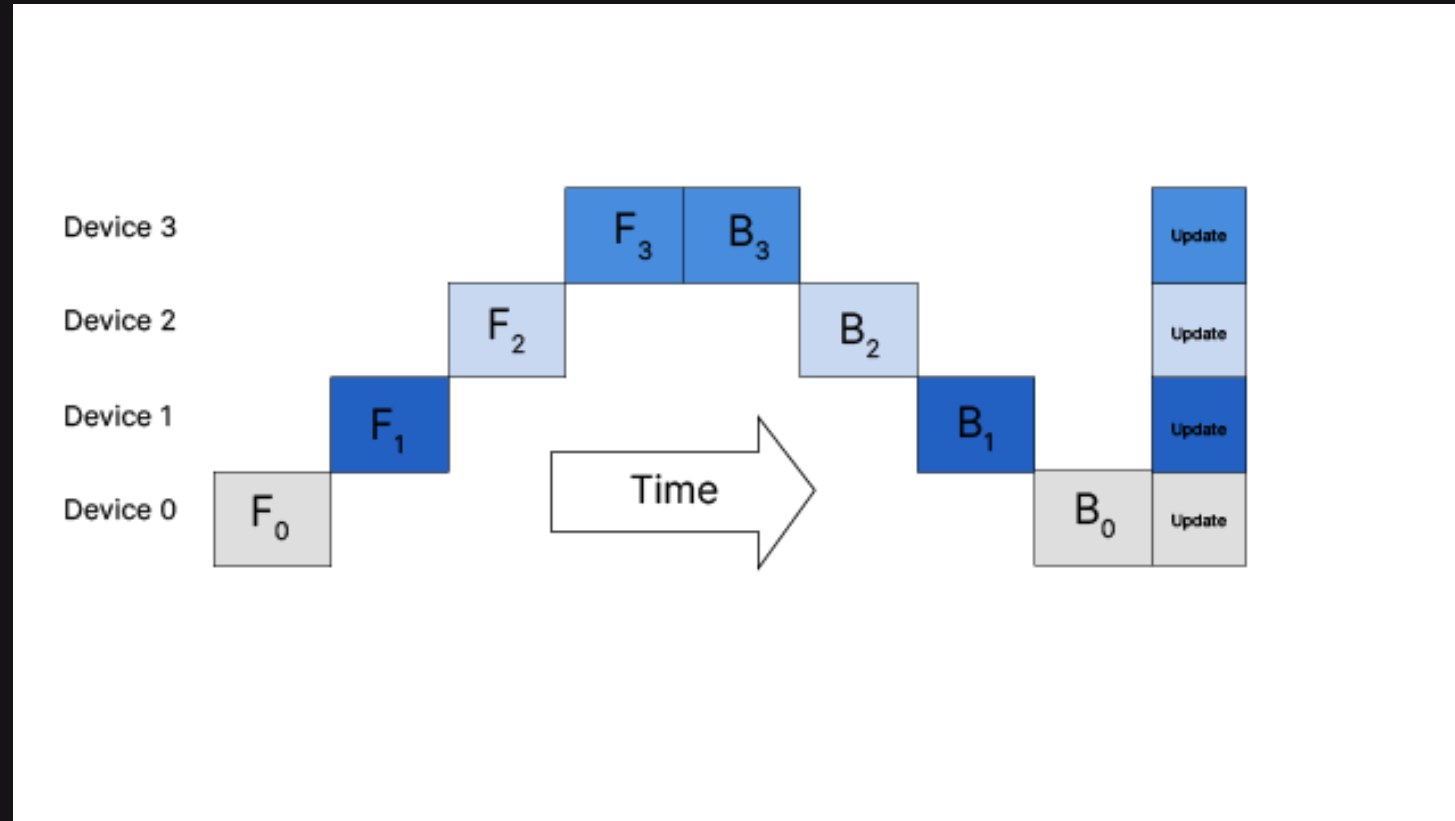 Device 3 F₃ B₃ Update
Device 2 F₂ B₂ Update
Device 1 F₁ B₁ Update
Time
Device 0 F₀ B₀ Update